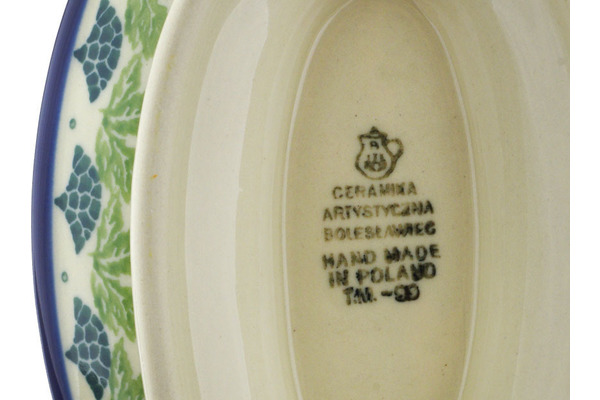 CERAMIKA
ARTYSTYCZNA
BOLESŁAWIEC
HAND MADE
IN POLAND
T.M.